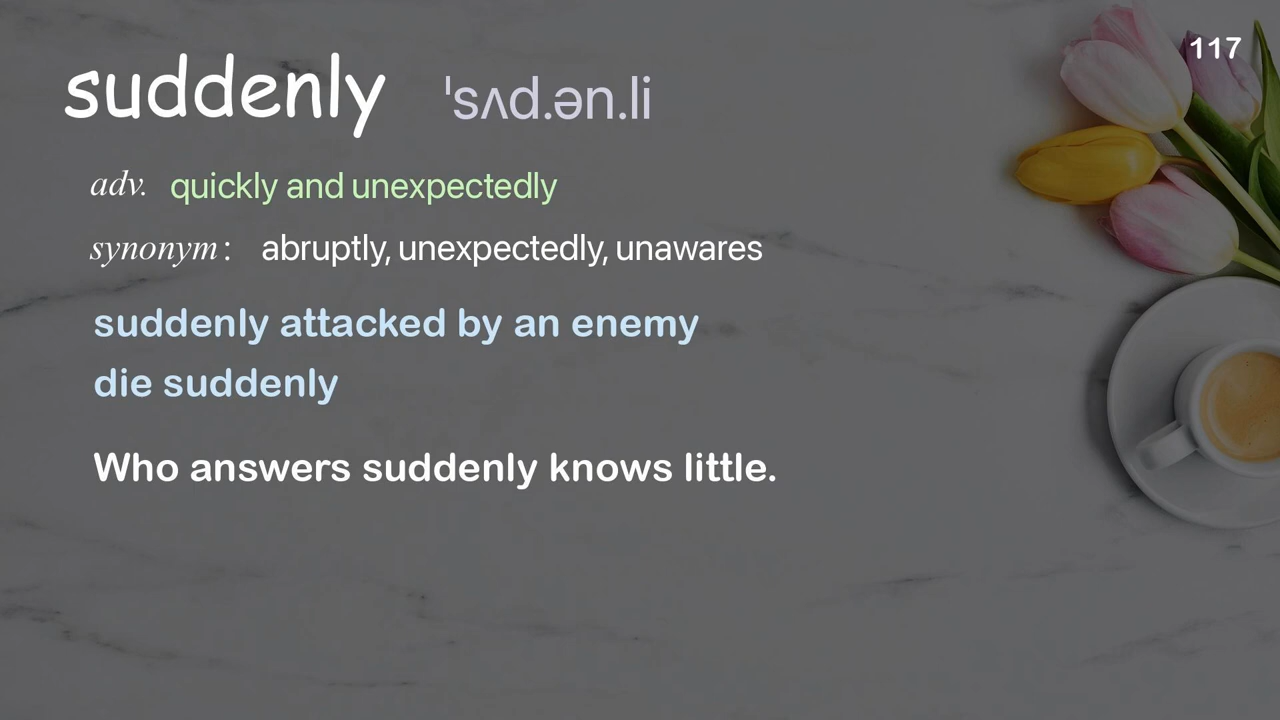 117
suddenly ˈsʌd.ən.li
adv. quickly and unexpectedly
synonym: abruptly, unexpectedly, unawares
suddenly attacked by an enemy
die suddenly
Who answers suddenly knows little.